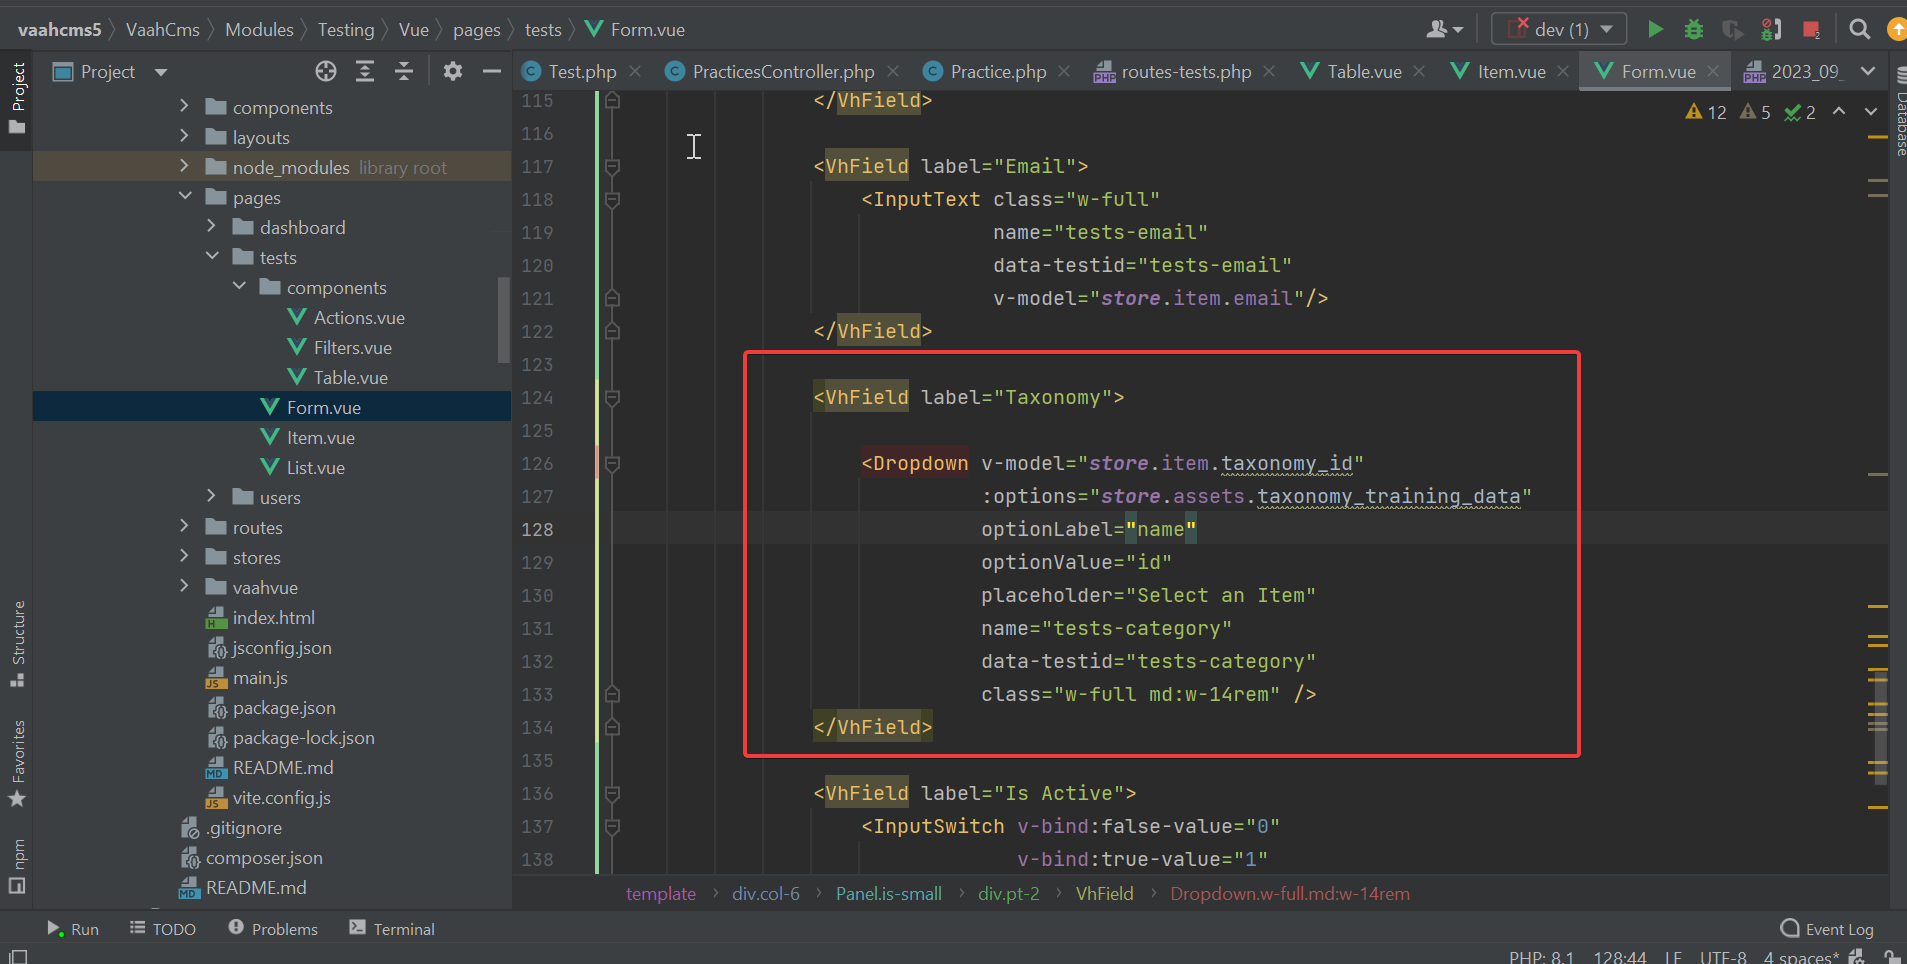 vaahcms5 VaahCms Modules Testing Vue pages tests Form.vue
dev (1)
Project
Test.php PracticesController.php Practice.php routes-tests.php Table.vue Item.vue Form.vue 2023_09_
12 5 2
Project
Structure
Favorites
npm
Database
components
layouts
node_modules library root
pages
dashboard
tests
components
Actions.vue
Filters.vue
Table.vue
Form.vue
Item.vue
List.vue
users
routes
stores
vaahvue
index.html
jsconfig.json
main.js
package.json
package-lock.json
README.md
vite.config.js
.gitignore
composer.json
README.md
115 </VhField>
116
117 <VhField label="Email">
118 <InputText class="w-full"
119 name="tests-email"
120 data-testid="tests-email"
121 v-model="store.item.email"/>
122 </VhField>
123
124 <VhField label="Taxonomy">
125
126 <Dropdown v-model="store.item.taxonomy_id"
127 :options="store.assets.taxonomy_training_data"
128 optionLabel="name"
129 optionValue="id"
130 placeholder="Select an Item"
131 name="tests-category"
132 data-testid="tests-category"
133 class="w-full md:w-14rem" />
134 </VhField>
135
136 <VhField label="Is Active">
137 <InputSwitch v-bind:false-value="0"
138 v-bind:true-value="1"
template div.col-6 Panel.is-small div.pt-2 VhField Dropdown.w-full.md:w-14rem
Run TODO Problems Terminal Event Log
PHP: 8.1 128:44 LF UTF-8 4 spaces*